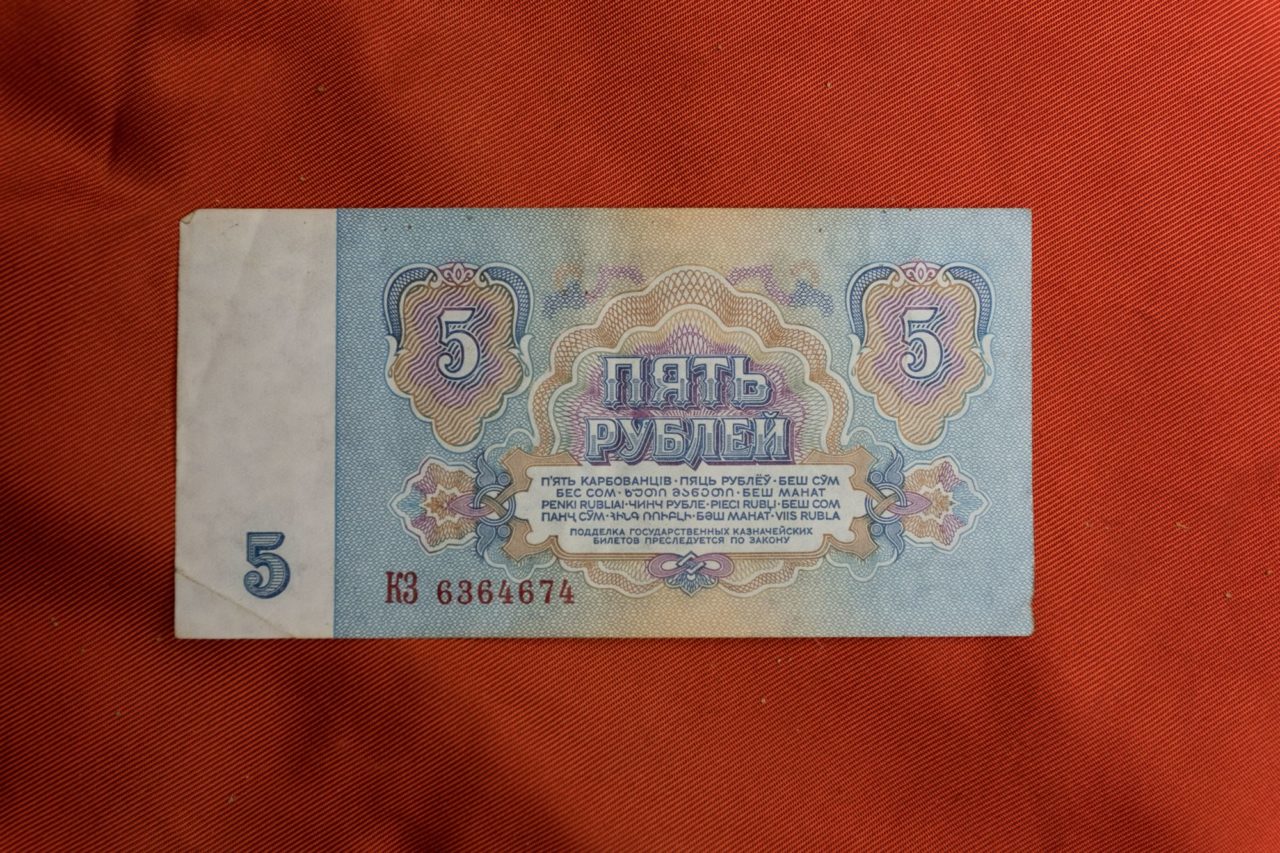 5
5
ПЯТЬ
РУБЛЕЙ
П'ЯТЬ КАРБОВАНЦІВ · ПЯЦЬ РУБЛЁЎ · БЕШ СЎМ
БЕС СОМ · ᲮᲣᲗᲘ ᲛᲐᲜᲔᲗᲘ · БЕШ МАНАТ
PENKI RUBLIAI · ЧИНЧ РУБЛЕ · PIECI RUBĻI · БЕШ СОМ
ПАНҶ СӮМ · ՀԻՆԳ ՌՈՒԲԼԻ · БӘШ МАНАТ · VIIS RUBLA
ПОДДЕЛКА ГОСУДАРСТВЕННЫХ КАЗНАЧЕЙСКИХ
БИЛЕТОВ ПРЕСЛЕДУЕТСЯ ПО ЗАКОНУ
5
КЗ 6364674